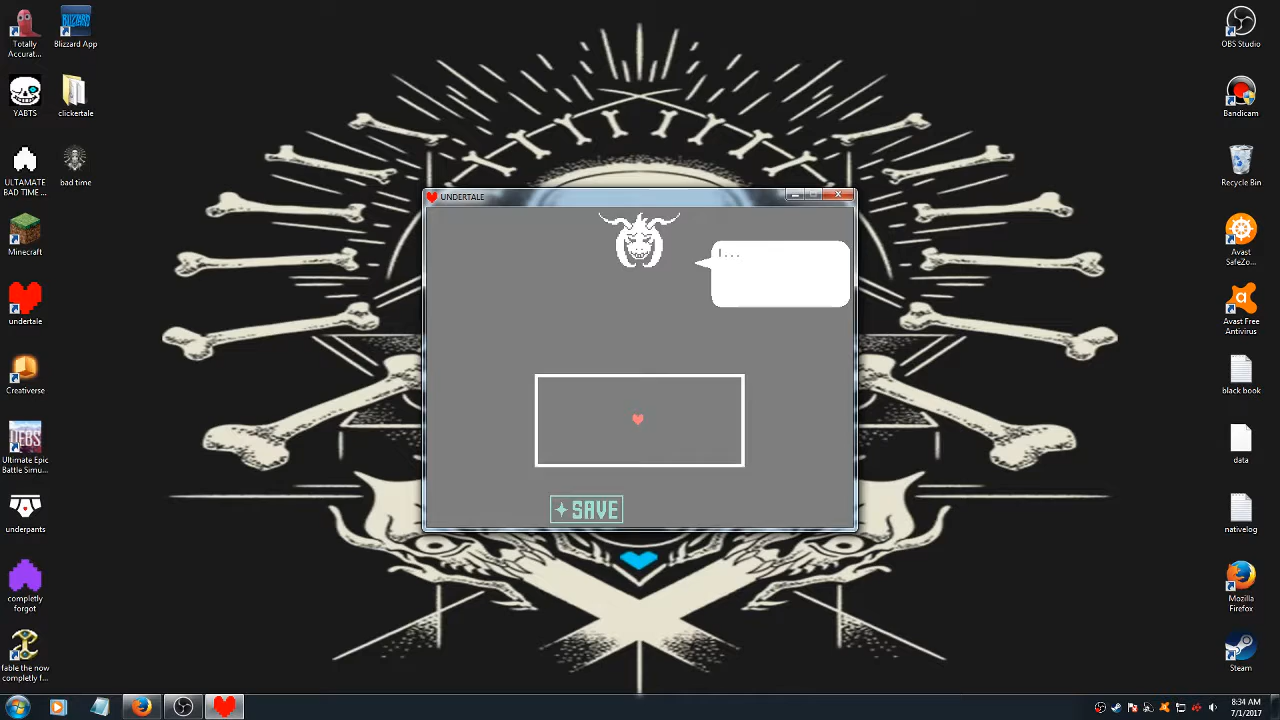 Totally
Accurat...
Blizzard App
YABTS
clickertale
ULTAMATE
BAD TIME...
bad time
Minecraft
undertale
Creativerse
Ultimate Epic
Battle Simu...
underpants
completly
forgot
fable the now
completly f...
UNDERTALE
I...
SAVE
OBS Studio
Bandicam
Recycle Bin
Avast
SafeZo...
Avast Free
Antivirus
black book
data
nativelog
Mozilla
Firefox
Steam
8:34 AM
7/1/2017